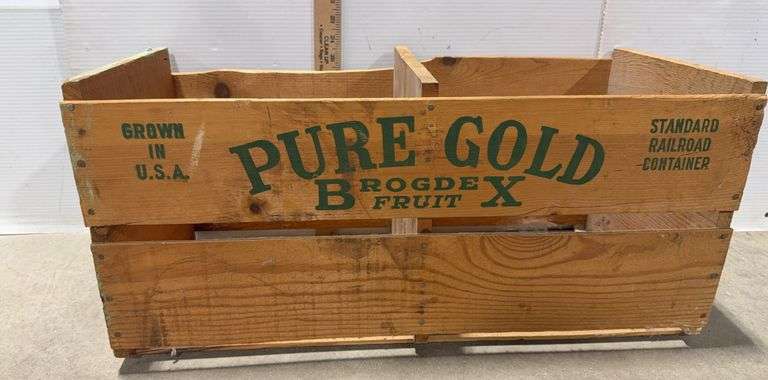 GROWN
IN
U.S.A.
PURE GOLD
BROGDEX
FRUIT
STANDARD
RAILROAD
CONTAINER